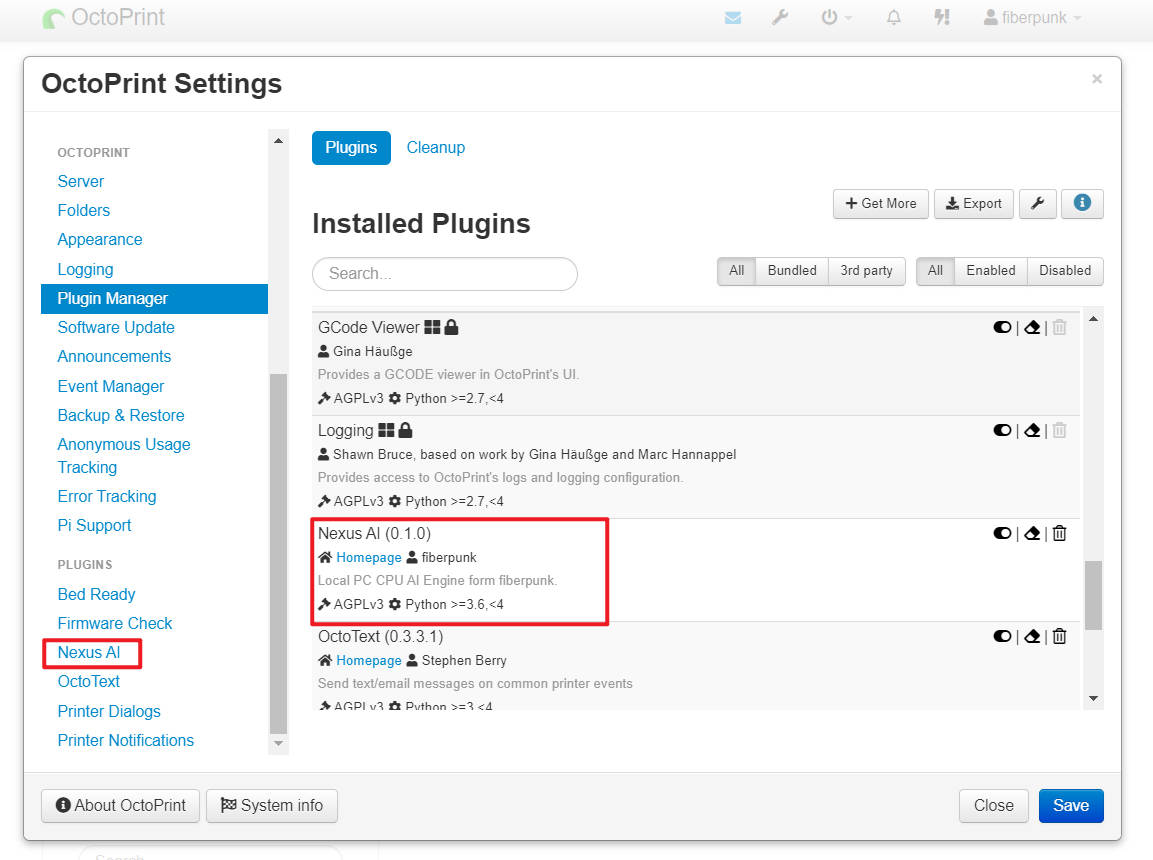 OctoPrint
fiberpunk
OctoPrint Settings
×
OCTOPRINT
Server
Folders
Appearance
Logging
Plugin Manager
Software Update
Announcements
Event Manager
Backup & Restore
Anonymous Usage
Tracking
Error Tracking
Pi Support
PLUGINS
Bed Ready
Firmware Check
Nexus AI
OctoText
Printer Dialogs
Printer Notifications
Plugins
Cleanup
Get More
Export
Installed Plugins
Search...
All Bundled 3rd party
All Enabled Disabled
GCode Viewer
| |
Gina Häußge
Provides a GCODE viewer in OctoPrint's UI.
AGPLv3 Python >=2.7,<4
Logging
| |
Shawn Bruce, based on work by Gina Häußge and Marc Hannappel
Provides access to OctoPrint's logs and logging configuration.
AGPLv3 Python >=2.7,<4
Nexus AI (0.1.0)
| |
Homepage fiberpunk
Local PC CPU AI Engine form fiberpunk.
AGPLv3 Python >=3.6,<4
OctoText (0.3.3.1)
| |
Homepage Stephen Berry
Send text/email messages on common printer events
AGPLv3 Python >=3,<4
About OctoPrint
System info
Close
Save
Search